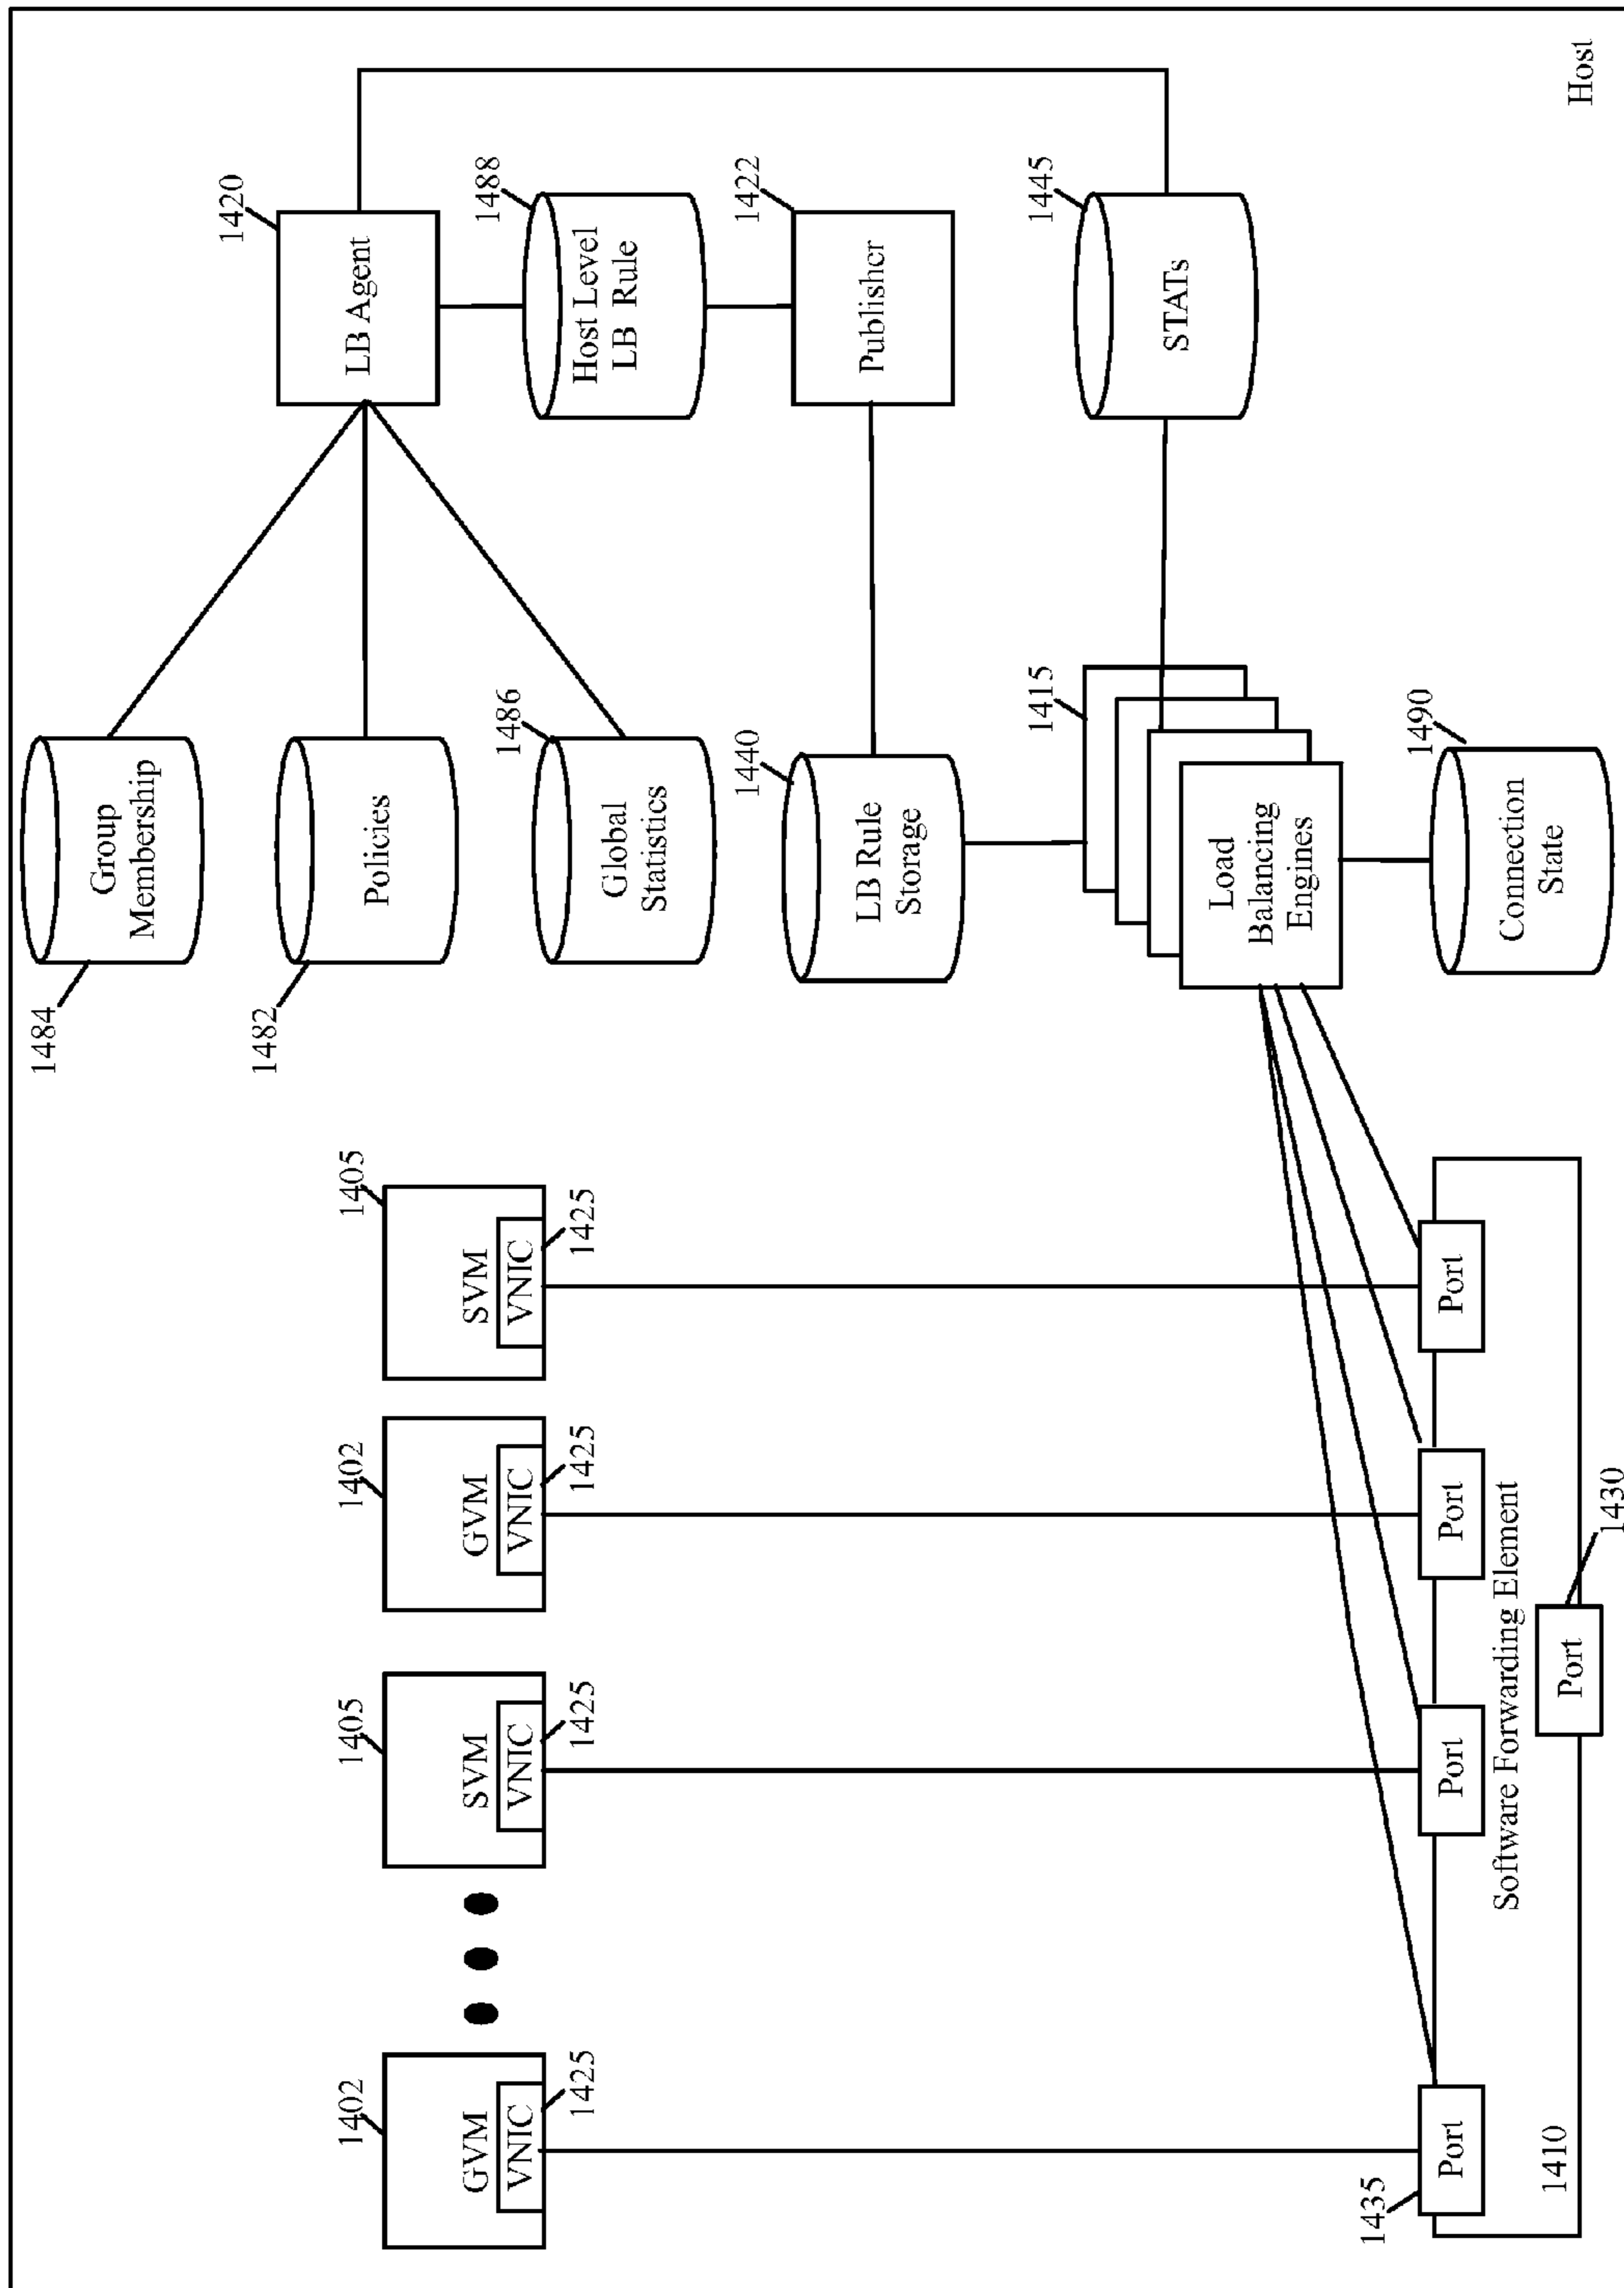 1402
GVM
VNIC
1425
1405
SVM
VNIC
1425
1402
GVM
VNIC
1425
1405
SVM
VNIC
1425
1484
Group
Membership
1482
Policies
1486
Global
Statistics
1420
LB Agent
1488
Host Level
LB Rule
1440
LB Rule
Storage
1422
Publisher
1415
Load
Balancing
Engines
1445
STATs
1490
Connection
State
1435
Port
Port
Port
Port
Software Forwarding Element
1410
Port
1430
Host